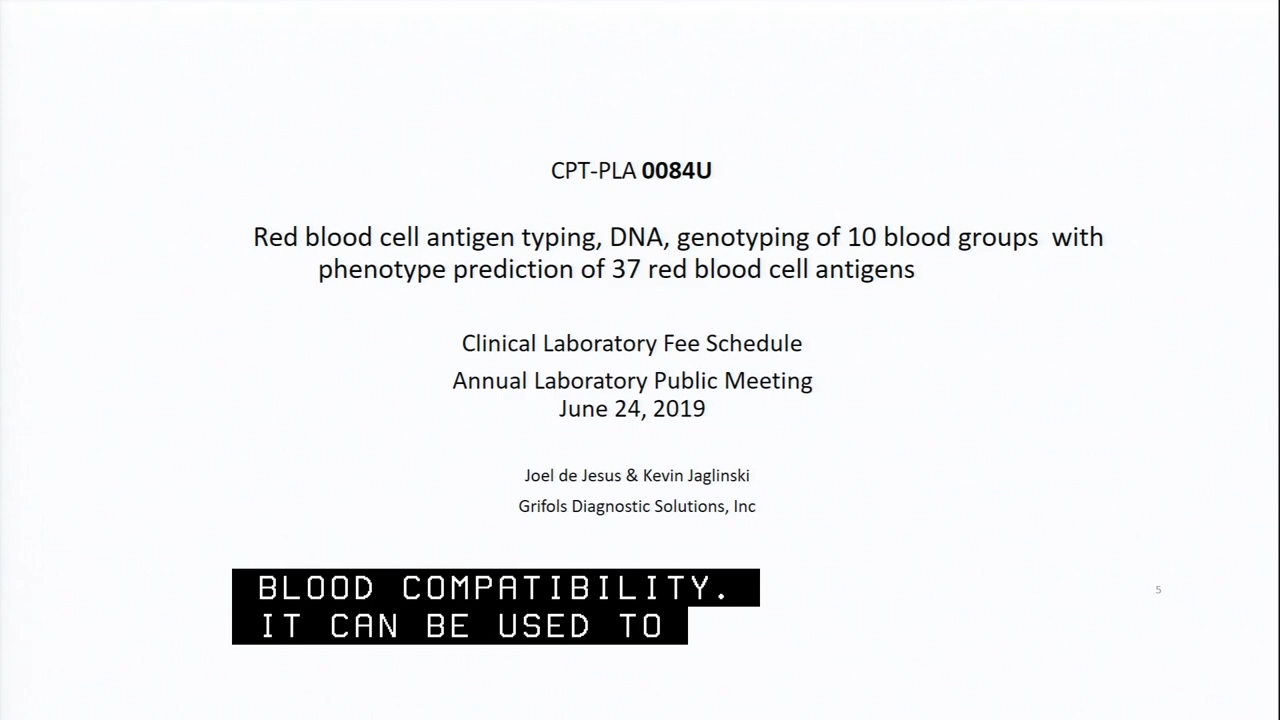 CPT-PLA 0084U
Red blood cell antigen typing, DNA, genotyping of 10 blood groups with
phenotype prediction of 37 red blood cell antigens
Clinical Laboratory Fee Schedule
Annual Laboratory Public Meeting
June 24, 2019
Joel de Jesus & Kevin Jaglinski
Grifols Diagnostic Solutions, Inc
BLOOD COMPATIBILITY.
5
IT CAN BE USED TO